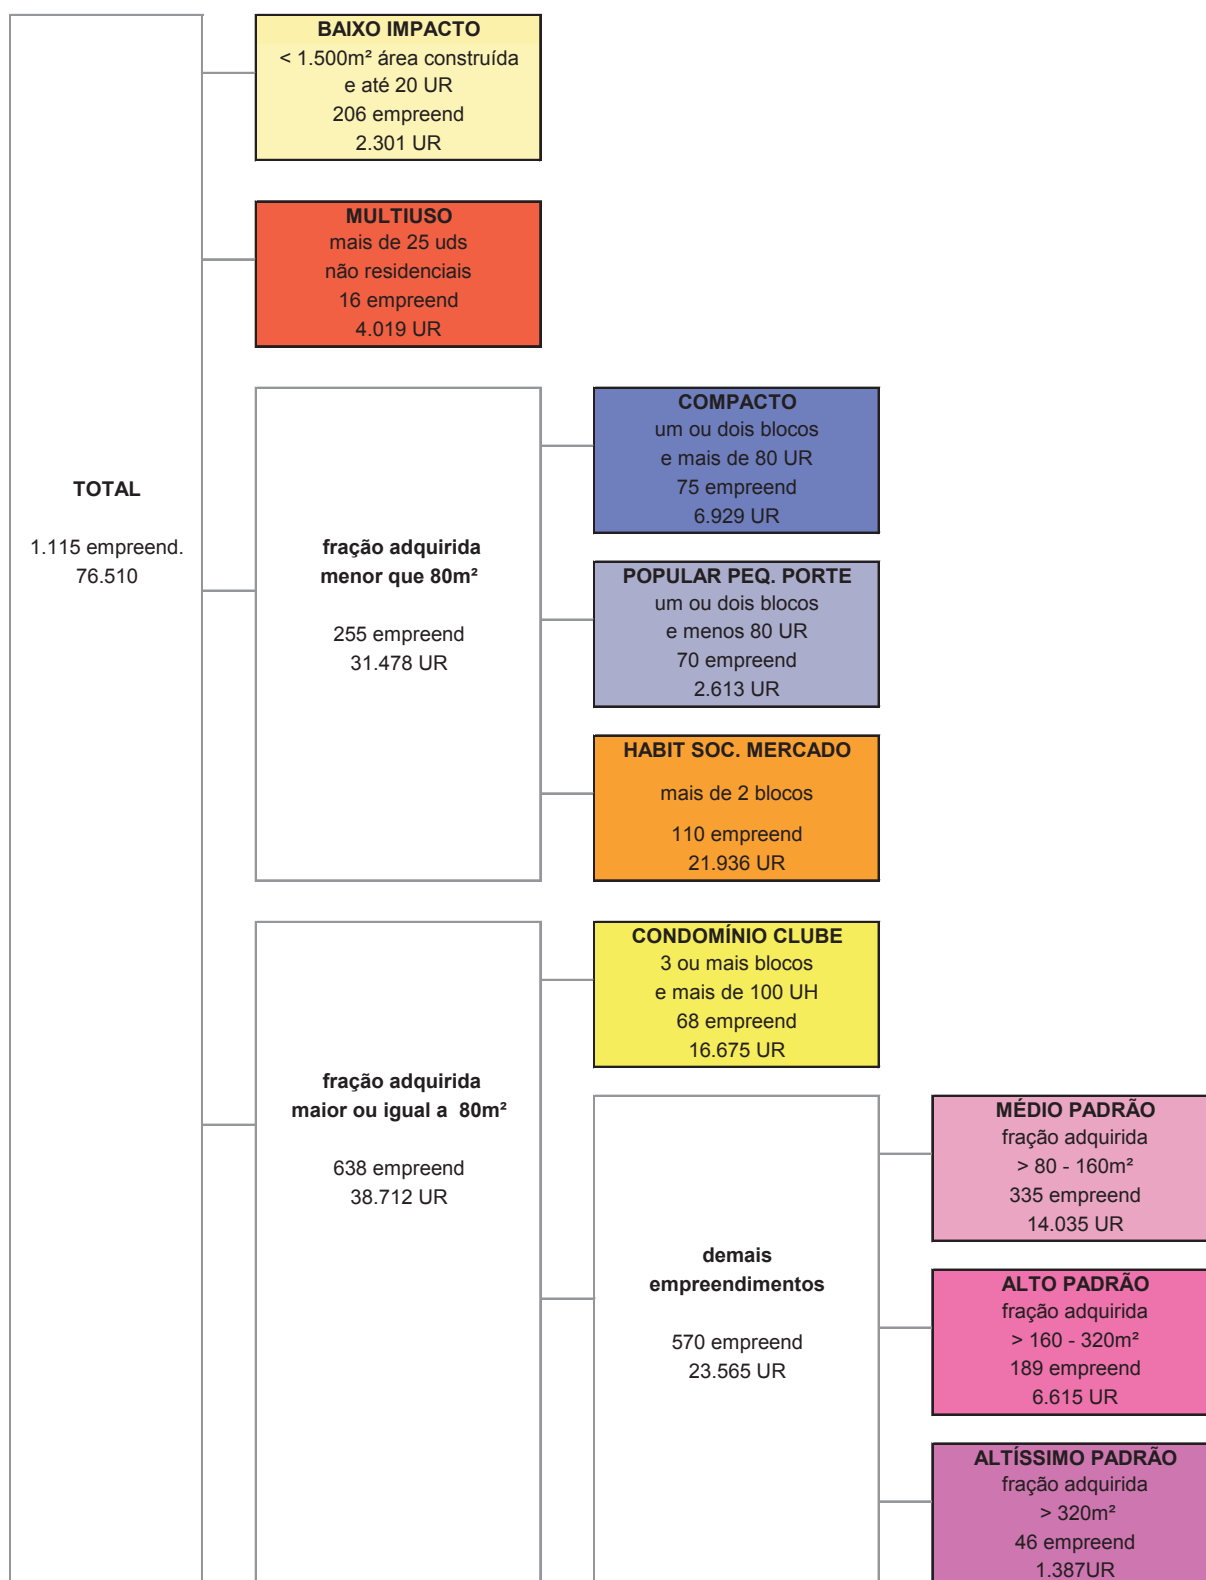 TOTAL
1.115 empreend.
76.510
BAIXO IMPACTO
< 1.500m² área construída
e até 20 UR
206 empreend
2.301 UR
MULTIUSO
mais de 25 uds
não residenciais
16 empreend
4.019 UR
fração adquirida
menor que 80m²
255 empreend
31.478 UR
COMPACTO
um ou dois blocos
e mais de 80 UR
75 empreend
6.929 UR
POPULAR PEQ. PORTE
um ou dois blocos
e menos 80 UR
70 empreend
2.613 UR
HABIT SOC. MERCADO
mais de 2 blocos
110 empreend
21.936 UR
fração adquirida
maior ou igual a 80m²
638 empreend
38.712 UR
CONDOMÍNIO CLUBE
3 ou mais blocos
e mais de 100 UH
68 empreend
16.675 UR
demais
empreendimentos
570 empreend
23.565 UR
MÉDIO PADRÃO
fração adquirida
> 80 - 160m²
335 empreend
14.035 UR
ALTO PADRÃO
fração adquirida
> 160 - 320m²
189 empreend
6.615 UR
ALTÍSSIMO PADRÃO
fração adquirida
> 320m²
46 empreend
1.387UR